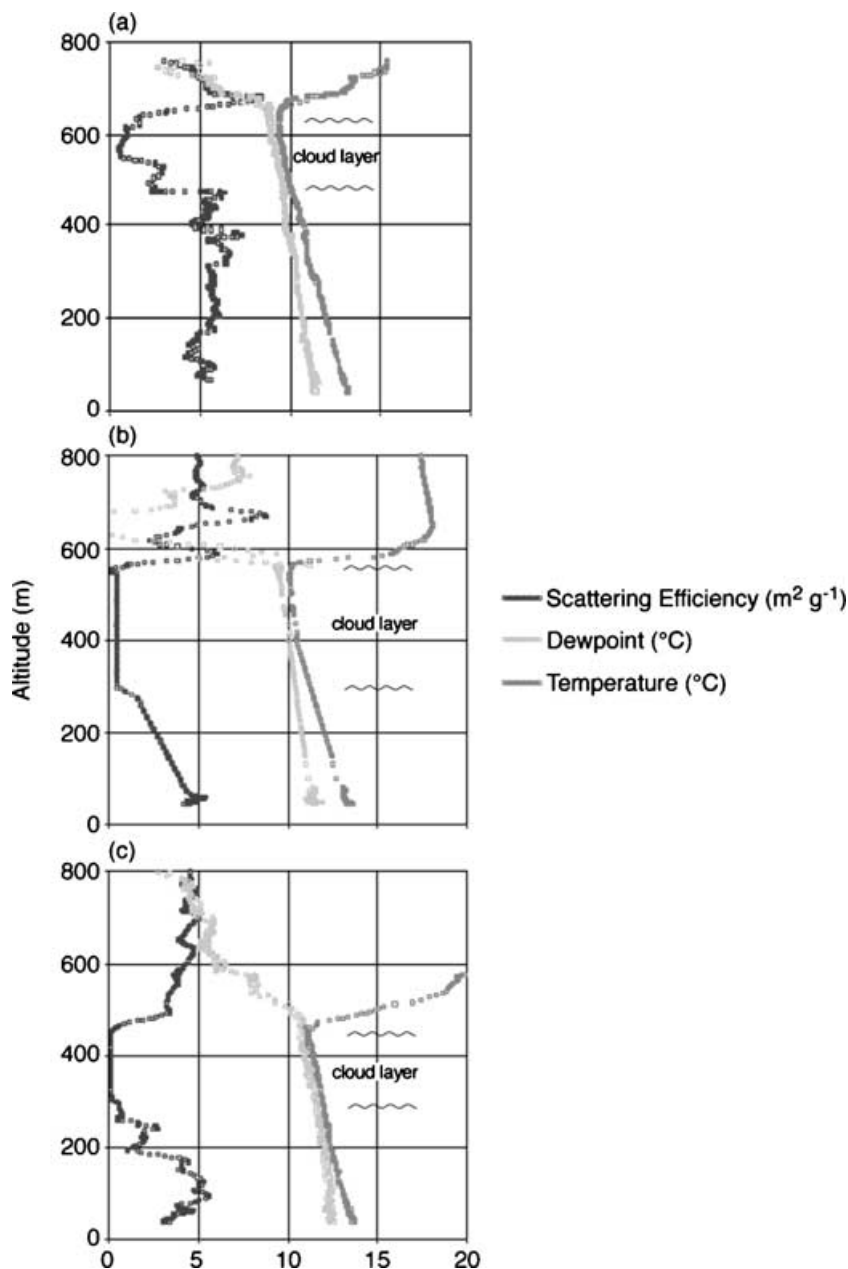 (a)
800
600
cloud layer
400
200
0
(b)
800
600
cloud layer
400
200
0
Altitude (m)
Scattering Efficiency (m² g⁻¹)
Dewpoint (°C)
Temperature (°C)
(c)
800
600
400
cloud layer
200
0
0 5 10 15 20